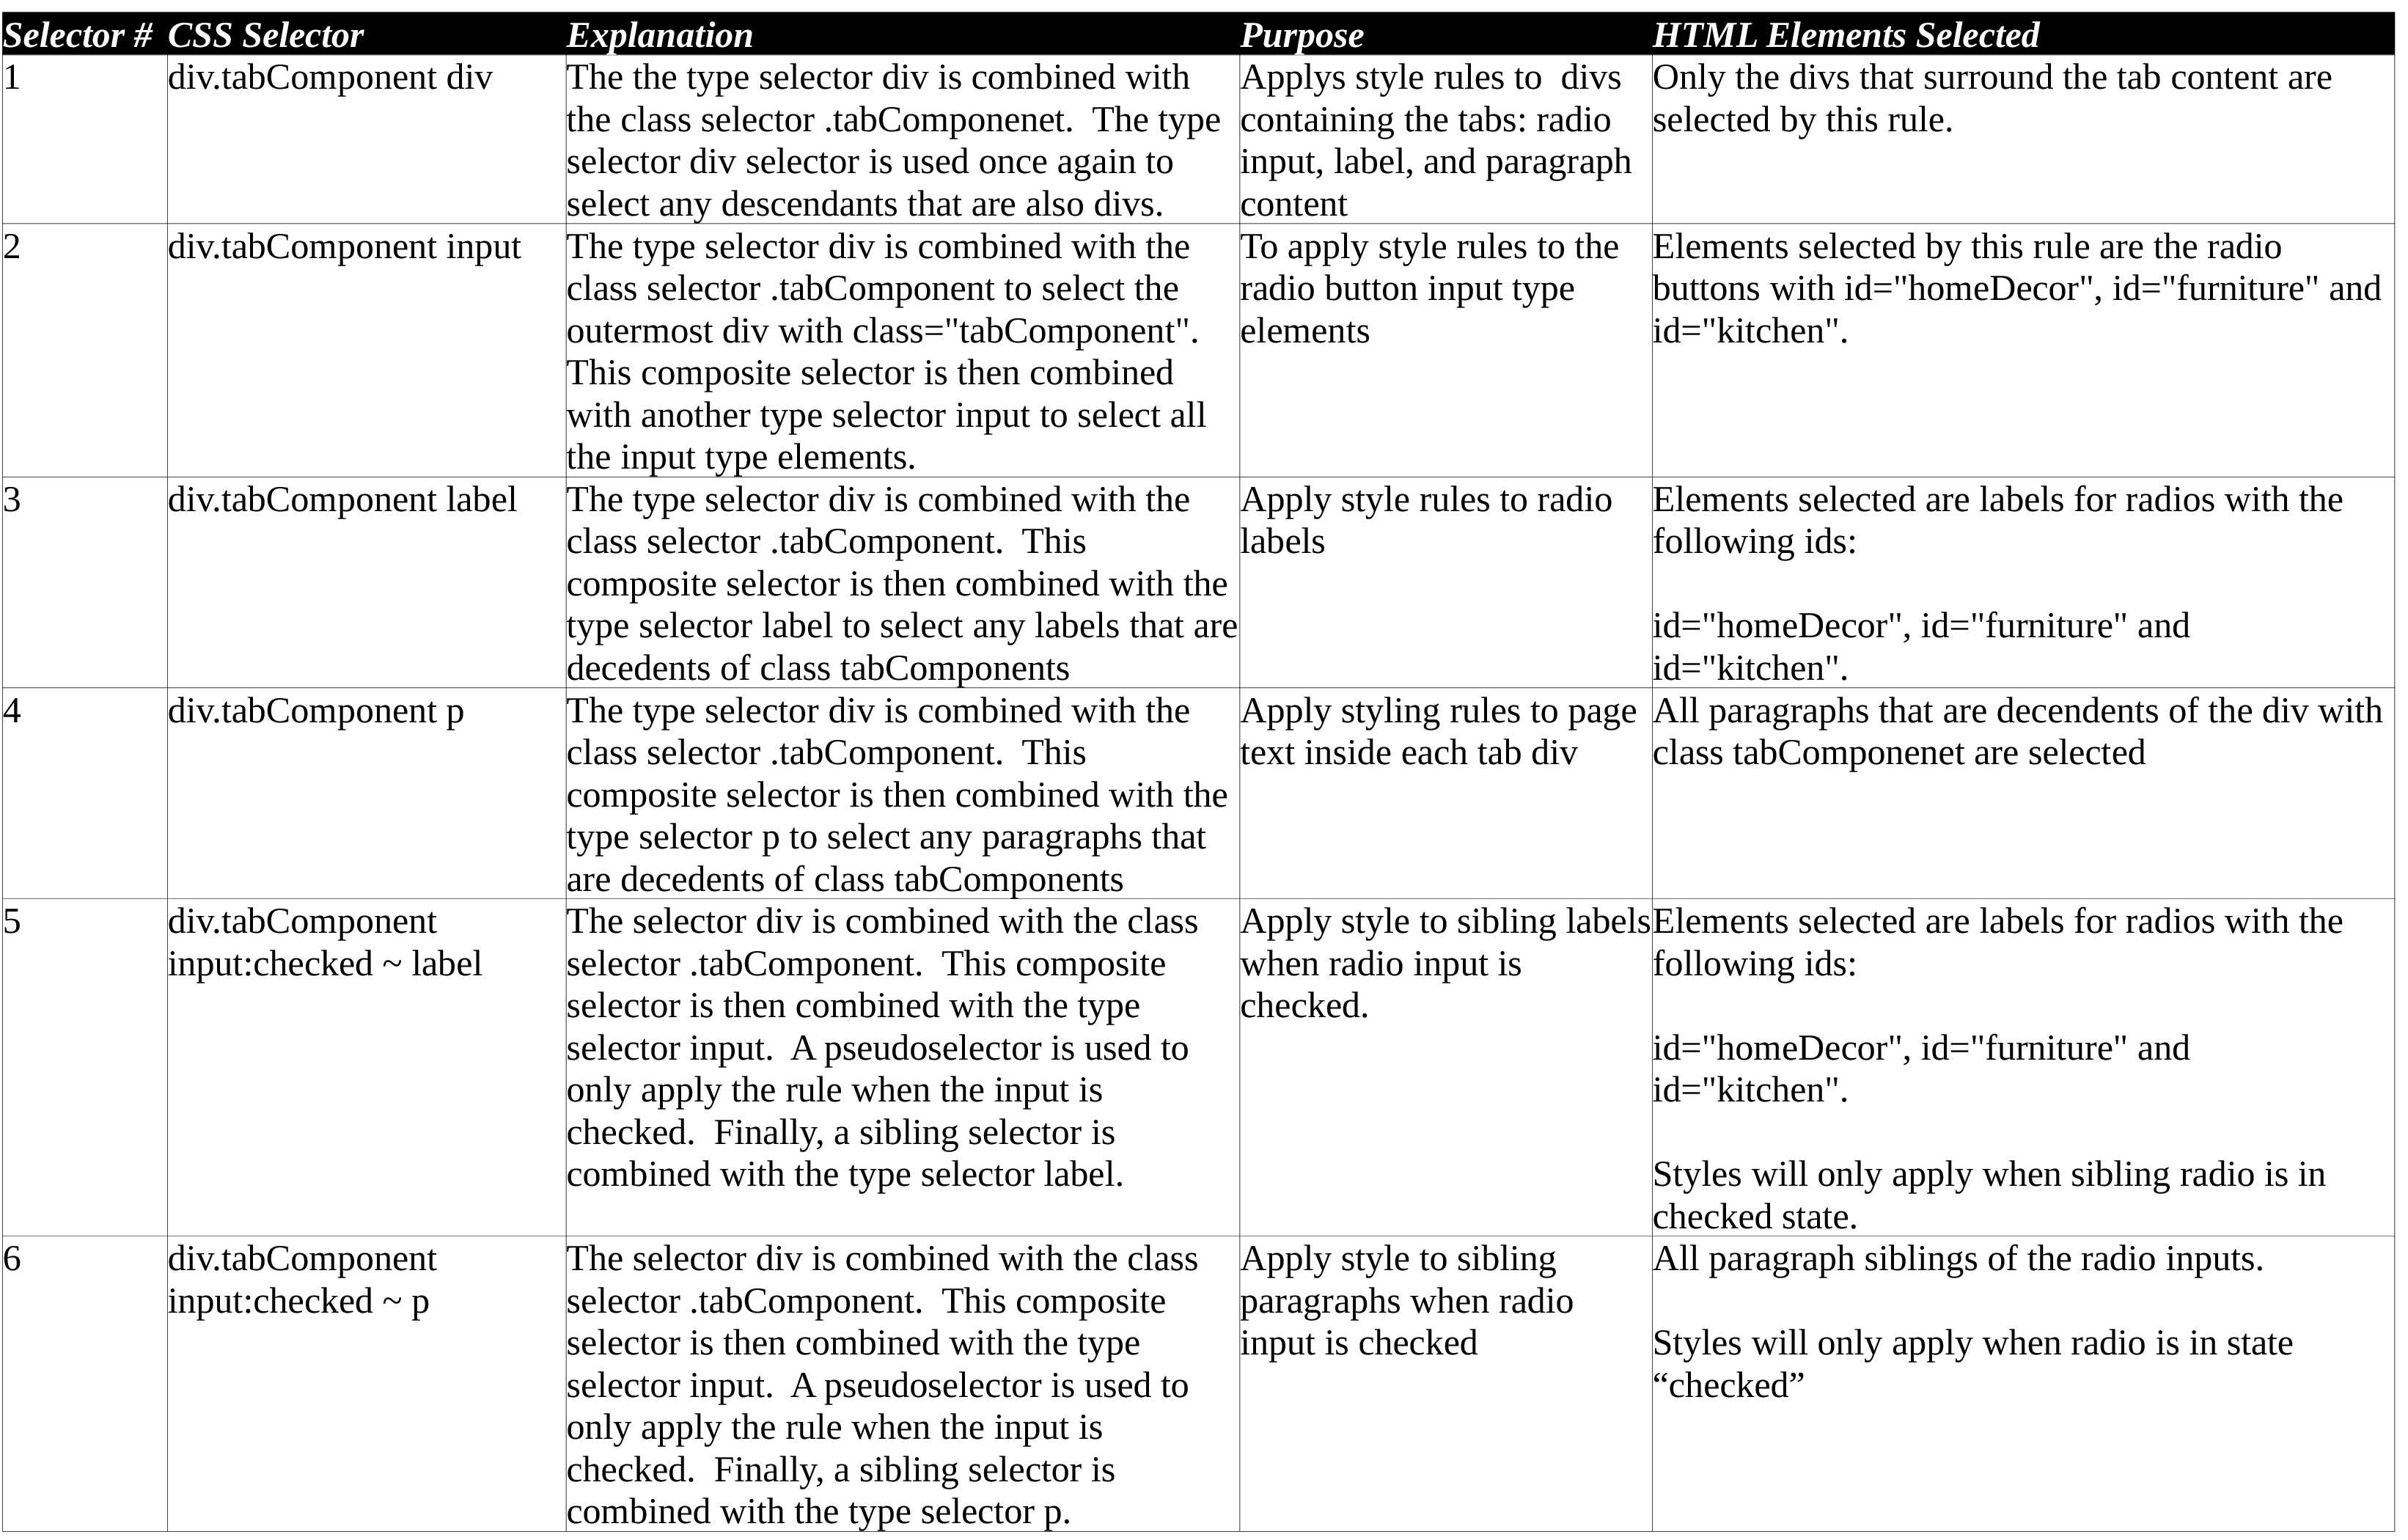 Selector # CSS Selector Explanation Purpose HTML Elements Selected
1
div.tabComponent div
The the type selector div is combined with
the class selector .tabComponenet.  The type
selector div selector is used once again to
select any descendants that are also divs.
Applys style rules to  divs
containing the tabs: radio
input, label, and paragraph
content
Only the divs that surround the tab content are
selected by this rule.
2
div.tabComponent input
The type selector div is combined with the
class selector .tabComponent to select the
outermost div with class="tabComponent".
This composite selector is then combined
with another type selector input to select all
the input type elements.
To apply style rules to the
radio button input type
elements
Elements selected by this rule are the radio
buttons with id="homeDecor", id="furniture" and
id="kitchen".
3
div.tabComponent label
The type selector div is combined with the
class selector .tabComponent.  This
composite selector is then combined with the
type selector label to select any labels that are
decedents of class tabComponents
Apply style rules to radio
labels
Elements selected are labels for radios with the
following ids:
id="homeDecor", id="furniture" and
id="kitchen".
4
div.tabComponent p
The type selector div is combined with the
class selector .tabComponent.  This
composite selector is then combined with the
type selector p to select any paragraphs that
are decedents of class tabComponents
Apply styling rules to page
text inside each tab div
All paragraphs that are decendents of the div with
class tabComponenet are selected
5
div.tabComponent
input:checked ~ label
The selector div is combined with the class
selector .tabComponent.  This composite
selector is then combined with the type
selector input.  A pseudoselector is used to
only apply the rule when the input is
checked.  Finally, a sibling selector is
combined with the type selector label.
Apply style to sibling labels
when radio input is
checked.
Elements selected are labels for radios with the
following ids:
id="homeDecor", id="furniture" and
id="kitchen".
Styles will only apply when sibling radio is in
checked state.
6
div.tabComponent
input:checked ~ p
The selector div is combined with the class
selector .tabComponent.  This composite
selector is then combined with the type
selector input.  A pseudoselector is used to
only apply the rule when the input is
checked.  Finally, a sibling selector is
combined with the type selector p.
Apply style to sibling
paragraphs when radio
input is checked
All paragraph siblings of the radio inputs.
Styles will only apply when radio is in state
“checked”